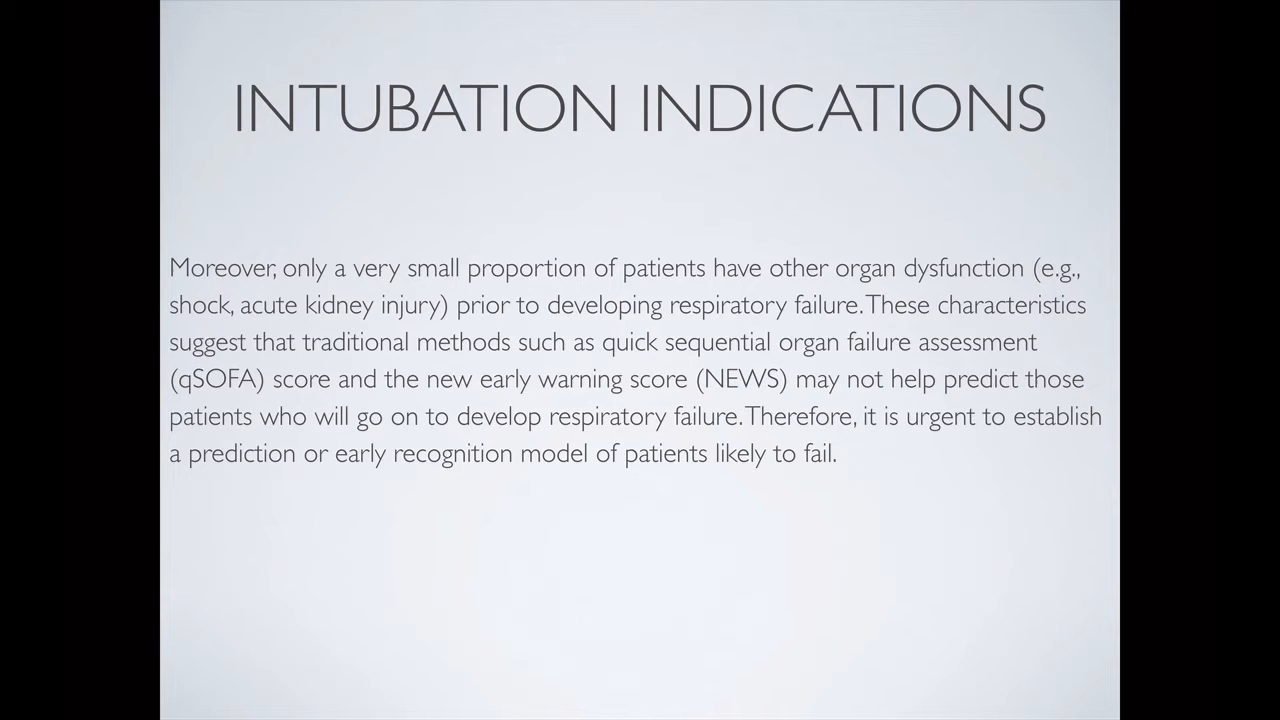 INTUBATION INDICATIONS
Moreover, only a very small proportion of patients have other organ dysfunction (e.g.,
shock, acute kidney injury) prior to developing respiratory failure. These characteristics
suggest that traditional methods such as quick sequential organ failure assessment
(qSOFA) score and the new early warning score (NEWS) may not help predict those
patients who will go on to develop respiratory failure. Therefore, it is urgent to establish
a prediction or early recognition model of patients likely to fail.